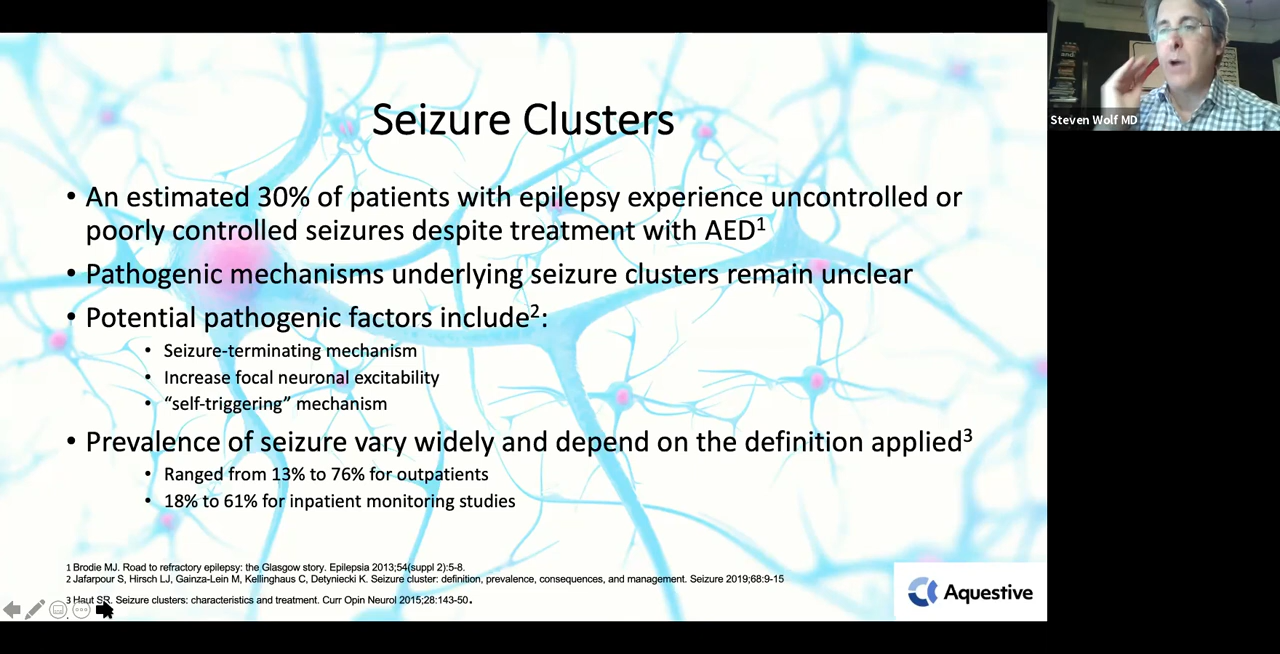 Steven Wolf MD
Seizure Clusters
• An estimated 30% of patients with epilepsy experience uncontrolled or
poorly controlled seizures despite treatment with AED1
• Pathogenic mechanisms underlying seizure clusters remain unclear
• Potential pathogenic factors include2:
• Seizure-terminating mechanism
• Increase focal neuronal excitability
• “self-triggering” mechanism
• Prevalence of seizure vary widely and depend on the definition applied3
• Ranged from 13% to 76% for outpatients
• 18% to 61% for inpatient monitoring studies
1 Brodie MJ. Road to refractory epilepsy: the Glasgow story. Epilepsia 2013;54(suppl 2):5-8.
2 Jafarpour S, Hirsch LJ, Gainza-Lein M, Kellinghaus C, Detyniecki K. Seizure cluster: definition, prevalence, consequences, and management. Seizure 2019;68:9-15
3 Haut SR. Seizure clusters: characteristics and treatment. Curr Opin Neurol 2015;28:143-50.
Aquestive